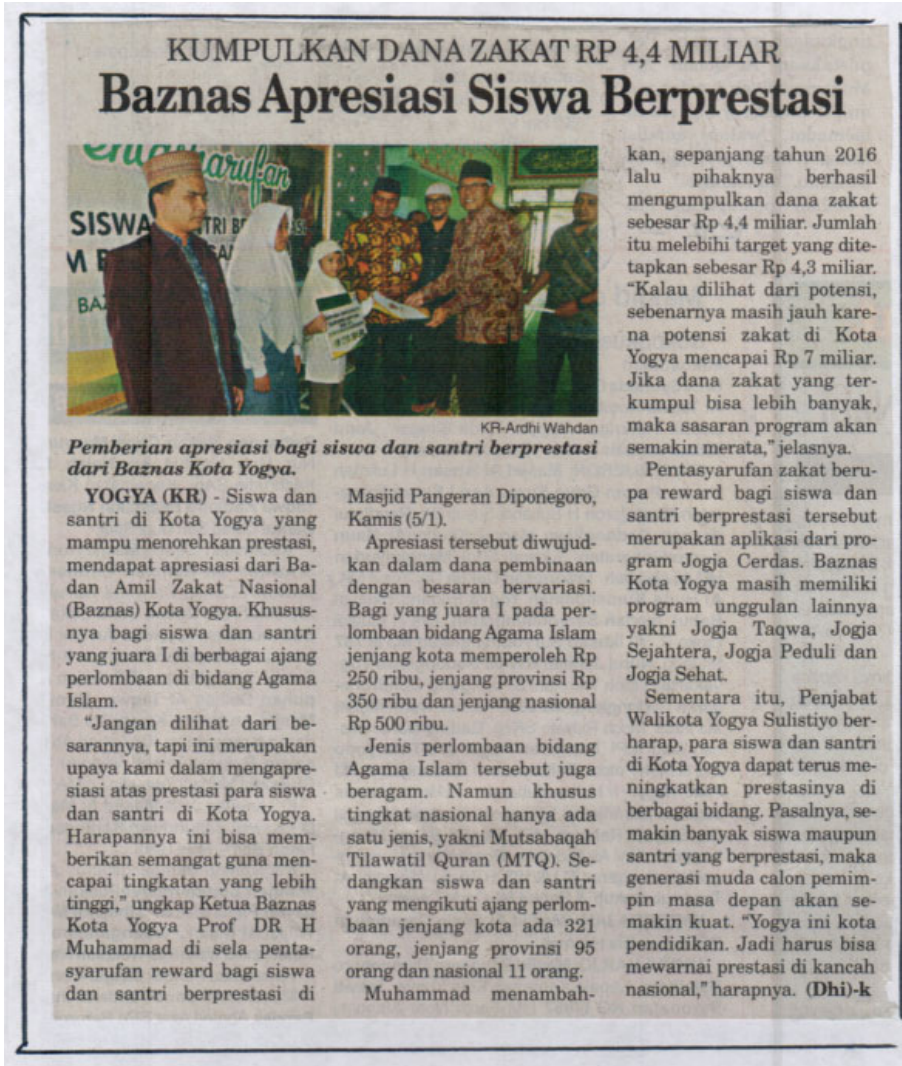 KUMPULKAN DANA ZAKAT RP 4,4 MILIAR
Baznas Apresiasi Siswa Berprestasi
SISWA
BAZ
KR-Ardhi Wahdan
Pemberian apresiasi bagi siswa dan santri berprestasi
dari Baznas Kota Yogya.
YOGYA (KR) - Siswa dan
santri di Kota Yogya yang
mampu menorehkan prestasi,
mendapat apresiasi dari Ba-
dan Amil Zakat Nasional
(Baznas) Kota Yogya. Khusus-
nya bagi siswa dan santri
yang juara I di berbagai ajang
perlombaan di bidang Agama
Islam.
"Jangan dilihat dari be-
sarannya, tapi ini merupakan
upaya kami dalam mengapre-
siasi atas prestasi para siswa
dan santri di Kota Yogya.
Harapannya ini bisa mem-
berikan semangat guna men-
capai tingkatan yang lebih
tinggi," ungkap Ketua Baznas
Kota Yogya Prof DR H
Muhammad di sela penta-
syarufan reward bagi siswa
dan santri berprestasi di
Masjid Pangeran Diponegoro,
Kamis (5/1).
Apresiasi tersebut diwujud-
kan dalam dana pembinaan
dengan besaran bervariasi.
Bagi yang juara I pada per-
lombaan bidang Agama Islam
jenjang kota memperoleh Rp
250 ribu, jenjang provinsi Rp
350 ribu dan jenjang nasional
Rp 500 ribu.
Jenis perlombaan bidang
Agama Islam tersebut juga
beragam. Namun khusus
tingkat nasional hanya ada
satu jenis, yakni Mutsabaqah
Tilawatil Quran (MTQ). Se-
dangkan siswa dan santri
yang mengikuti ajang perlom-
baan jenjang kota ada 321
orang, jenjang provinsi 95
orang dan nasional 11 orang.
Muhammad menambah-
kan, sepanjang tahun 2016
lalu pihaknya berhasil
mengumpulkan dana zakat
sebesar Rp 4,4 miliar. Jumlah
itu melebihi target yang dite-
tapkan sebesar Rp 4,3 miliar.
"Kalau dilihat dari potensi,
sebenarnya masih jauh kare-
na potensi zakat di Kota
Yogya mencapai Rp 7 miliar.
Jika dana zakat yang ter-
kumpul bisa lebih banyak,
maka sasaran program akan
semakin merata," jelasnya.
Pentasyarufan zakat beru-
pa reward bagi siswa dan
santri berprestasi tersebut
merupakan aplikasi dari pro-
gram Jogja Cerdas. Baznas
Kota Yogya masih memiliki
program unggulan lainnya
yakni Jogja Taqwa, Jogja
Sejahtera, Jogja Peduli dan
Jogja Sehat.
Sementara itu, Penjabat
Walikota Yogya Sulistiyo ber-
harap, para siswa dan santri
di Kota Yogya dapat terus me-
ningkatkan prestasinya di
berbagai bidang. Pasalnya, se-
makin banyak siswa maupun
santri yang berprestasi, maka
generasi muda calon pemim-
pin masa depan akan se-
makin kuat. "Yogya ini kota
pendidikan. Jadi harus bisa
mewarnai prestasi di kancah
nasional," harapnya. (Dhi)-k